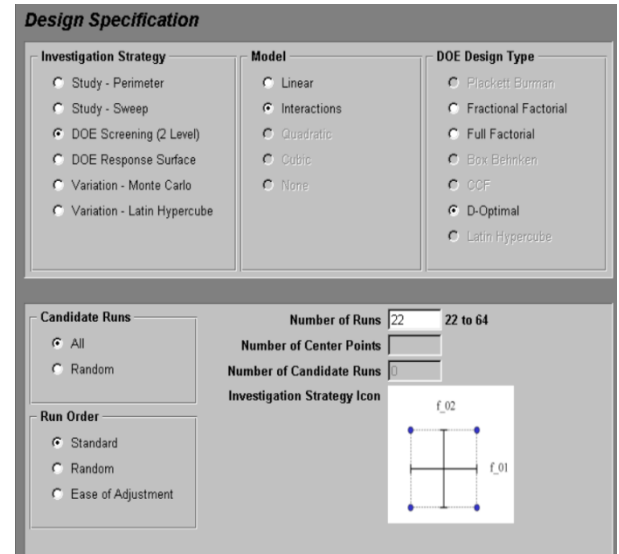 Design Specification
Investigation Strategy
Study - Perimeter
Study - Sweep
DOE Screening (2 Level)
DOE Response Surface
Variation - Monte Carlo
Variation - Latin Hypercube
Model
Linear
Interactions
Quadratic
Cubic
None
DOE Design Type
Plackett Burman
Fractional Factorial
Full Factorial
Box Behnken
CCF
D-Optimal
Latin Hypercube
Candidate Runs
All
Random
Run Order
Standard
Random
Ease of Adjustment
Number of Runs 22 22 to 64
Number of Center Points
Number of Candidate Runs 0
Investigation Strategy Icon
f_02
f_01